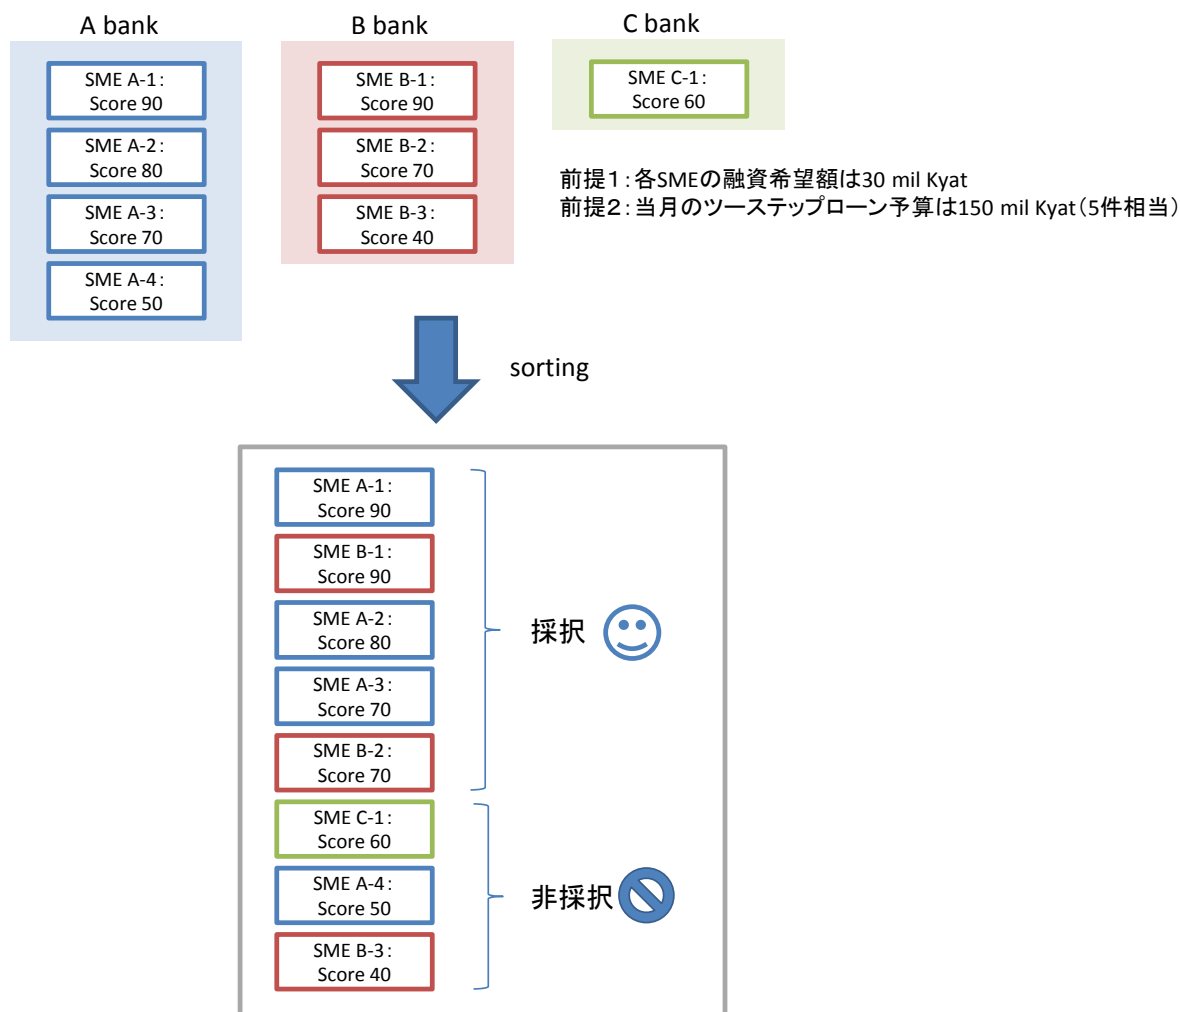 A bank
SME A-1:
Score 90
SME A-2:
Score 80
SME A-3:
Score 70
SME A-4:
Score 50
B bank
SME B-1:
Score 90
SME B-2:
Score 70
SME B-3:
Score 40
C bank
SME C-1:
Score 60
前提1:各SMEの融資希望額は30 mil Kyat
前提2:当月のツーステップローン予算は150 mil Kyat(5件相当)
sorting
SME A-1:
Score 90
SME B-1:
Score 90
SME A-2:
Score 80
SME A-3:
Score 70
SME B-2:
Score 70
採択
SME C-1:
Score 60
SME A-4:
Score 50
SME B-3:
Score 40
非採択